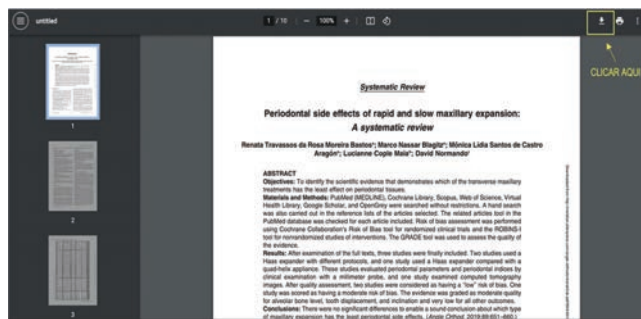 untitled
1 / 10
100%
CLICAR AQUI
1
2
3
Systematic Review
Periodontal side effects of rapid and slow maxillary expansion:
A systematic review
Renata Travassos da Rosa Moreira Bastos; Marco Nassar Blagitz; Mônica Lídia Santos de Castro
Aragón; Lucianne Cople Maia; David Normando
ABSTRACT
Objectives: To identify the scientific evidence that demonstrates which of the transverse maxillary
treatments has the least effect on periodontal tissues.
Materials and Methods: PubMed (MEDLINE), Cochrane Library, Scopus, Web of Science, Virtual
Health Library, Google Scholar, and OpenGrey were searched without restrictions. A hand search
was also carried out in the reference lists of the articles selected. The related articles tool in the
PubMed database was checked for each article included. Risk of bias assessment was performed
using Cochrane Collaboration's Risk of Bias tool for randomized clinical trials and the ROBINS-I
tool for nonrandomized studies of interventions. The GRADE tool was used to assess the quality of
the evidence.
Results: After examination of the full texts, three studies were finally included. Two studies used a
Haas expander with different protocols, and one study used a Haas expander compared with a
quad-helix appliance. These studies evaluated periodontal parameters and periodontal indices by
clinical examination with a millimeter probe, and one study examined computed tomography
images. After quality assessment, two studies were considered as having a "low" risk of bias. One
study was scored as having a moderate risk of bias. The evidence was graded as moderate quality
for alveolar bone level, tooth displacement, and inclination and very low for all other outcomes.
Conclusions: There were no significant differences to enable a sound conclusion about which type
of maxillary expansion has the least periodontal side effects. (Angle Orthod. 2019;89:651–660.)